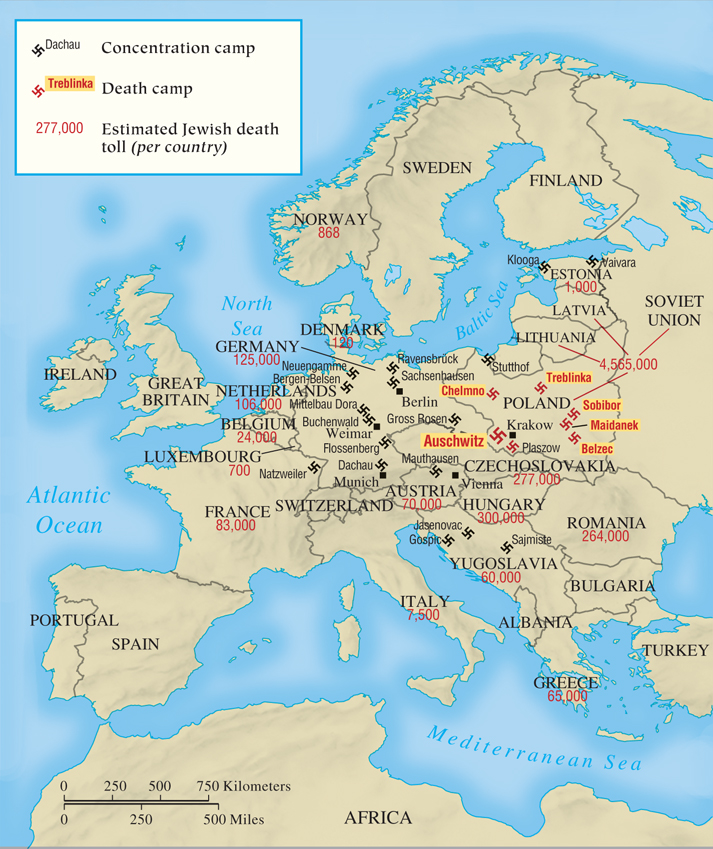 Dachau
Concentration camp
Treblinka
Death camp
277,000
Estimated Jewish death
toll (per country)
SWEDEN
FINLAND
NORWAY
868
Klooga
Vaivara
ESTONIA
1,000
Baltic Sea
North
Sea
LATVIA
SOVIET
UNION
DENMARK
120
LITHUANIA
GERMANY
125,000
4,565,000
IRELAND
GREAT
BRITAIN
Neuengamme
Ravensbrück
Stutthof
Bergen-Belsen
Sachsenhausen
Treblinka
NETHERLANDS
106,000
Chelmno
Mittelbau Dora
Berlin
POLAND
Sobibor
BELGIUM
24,000
Buchenwald
Gross Rosen
Krakow
Maidanek
Weimar
Auschwitz
LUXEMBOURG
700
Flossenberg
Plaszow
Belzec
Natzweiler
Dachau
Mauthausen
CZECHOSLOVAKIA
277,000
Munich
Vienna
Atlantic
Ocean
FRANCE
83,000
SWITZERLAND
AUSTRIA
70,000
HUNGARY
300,000
ROMANIA
264,000
Jasenovac
Gospic
Sajmiste
YUGOSLAVIA
60,000
BULGARIA
ITALY
7,500
PORTUGAL
SPAIN
ALBANIA
TURKEY
GREECE
65,000
Mediterranean Sea
0 250 500 750 Kilometers
0 250 500 Miles
AFRICA